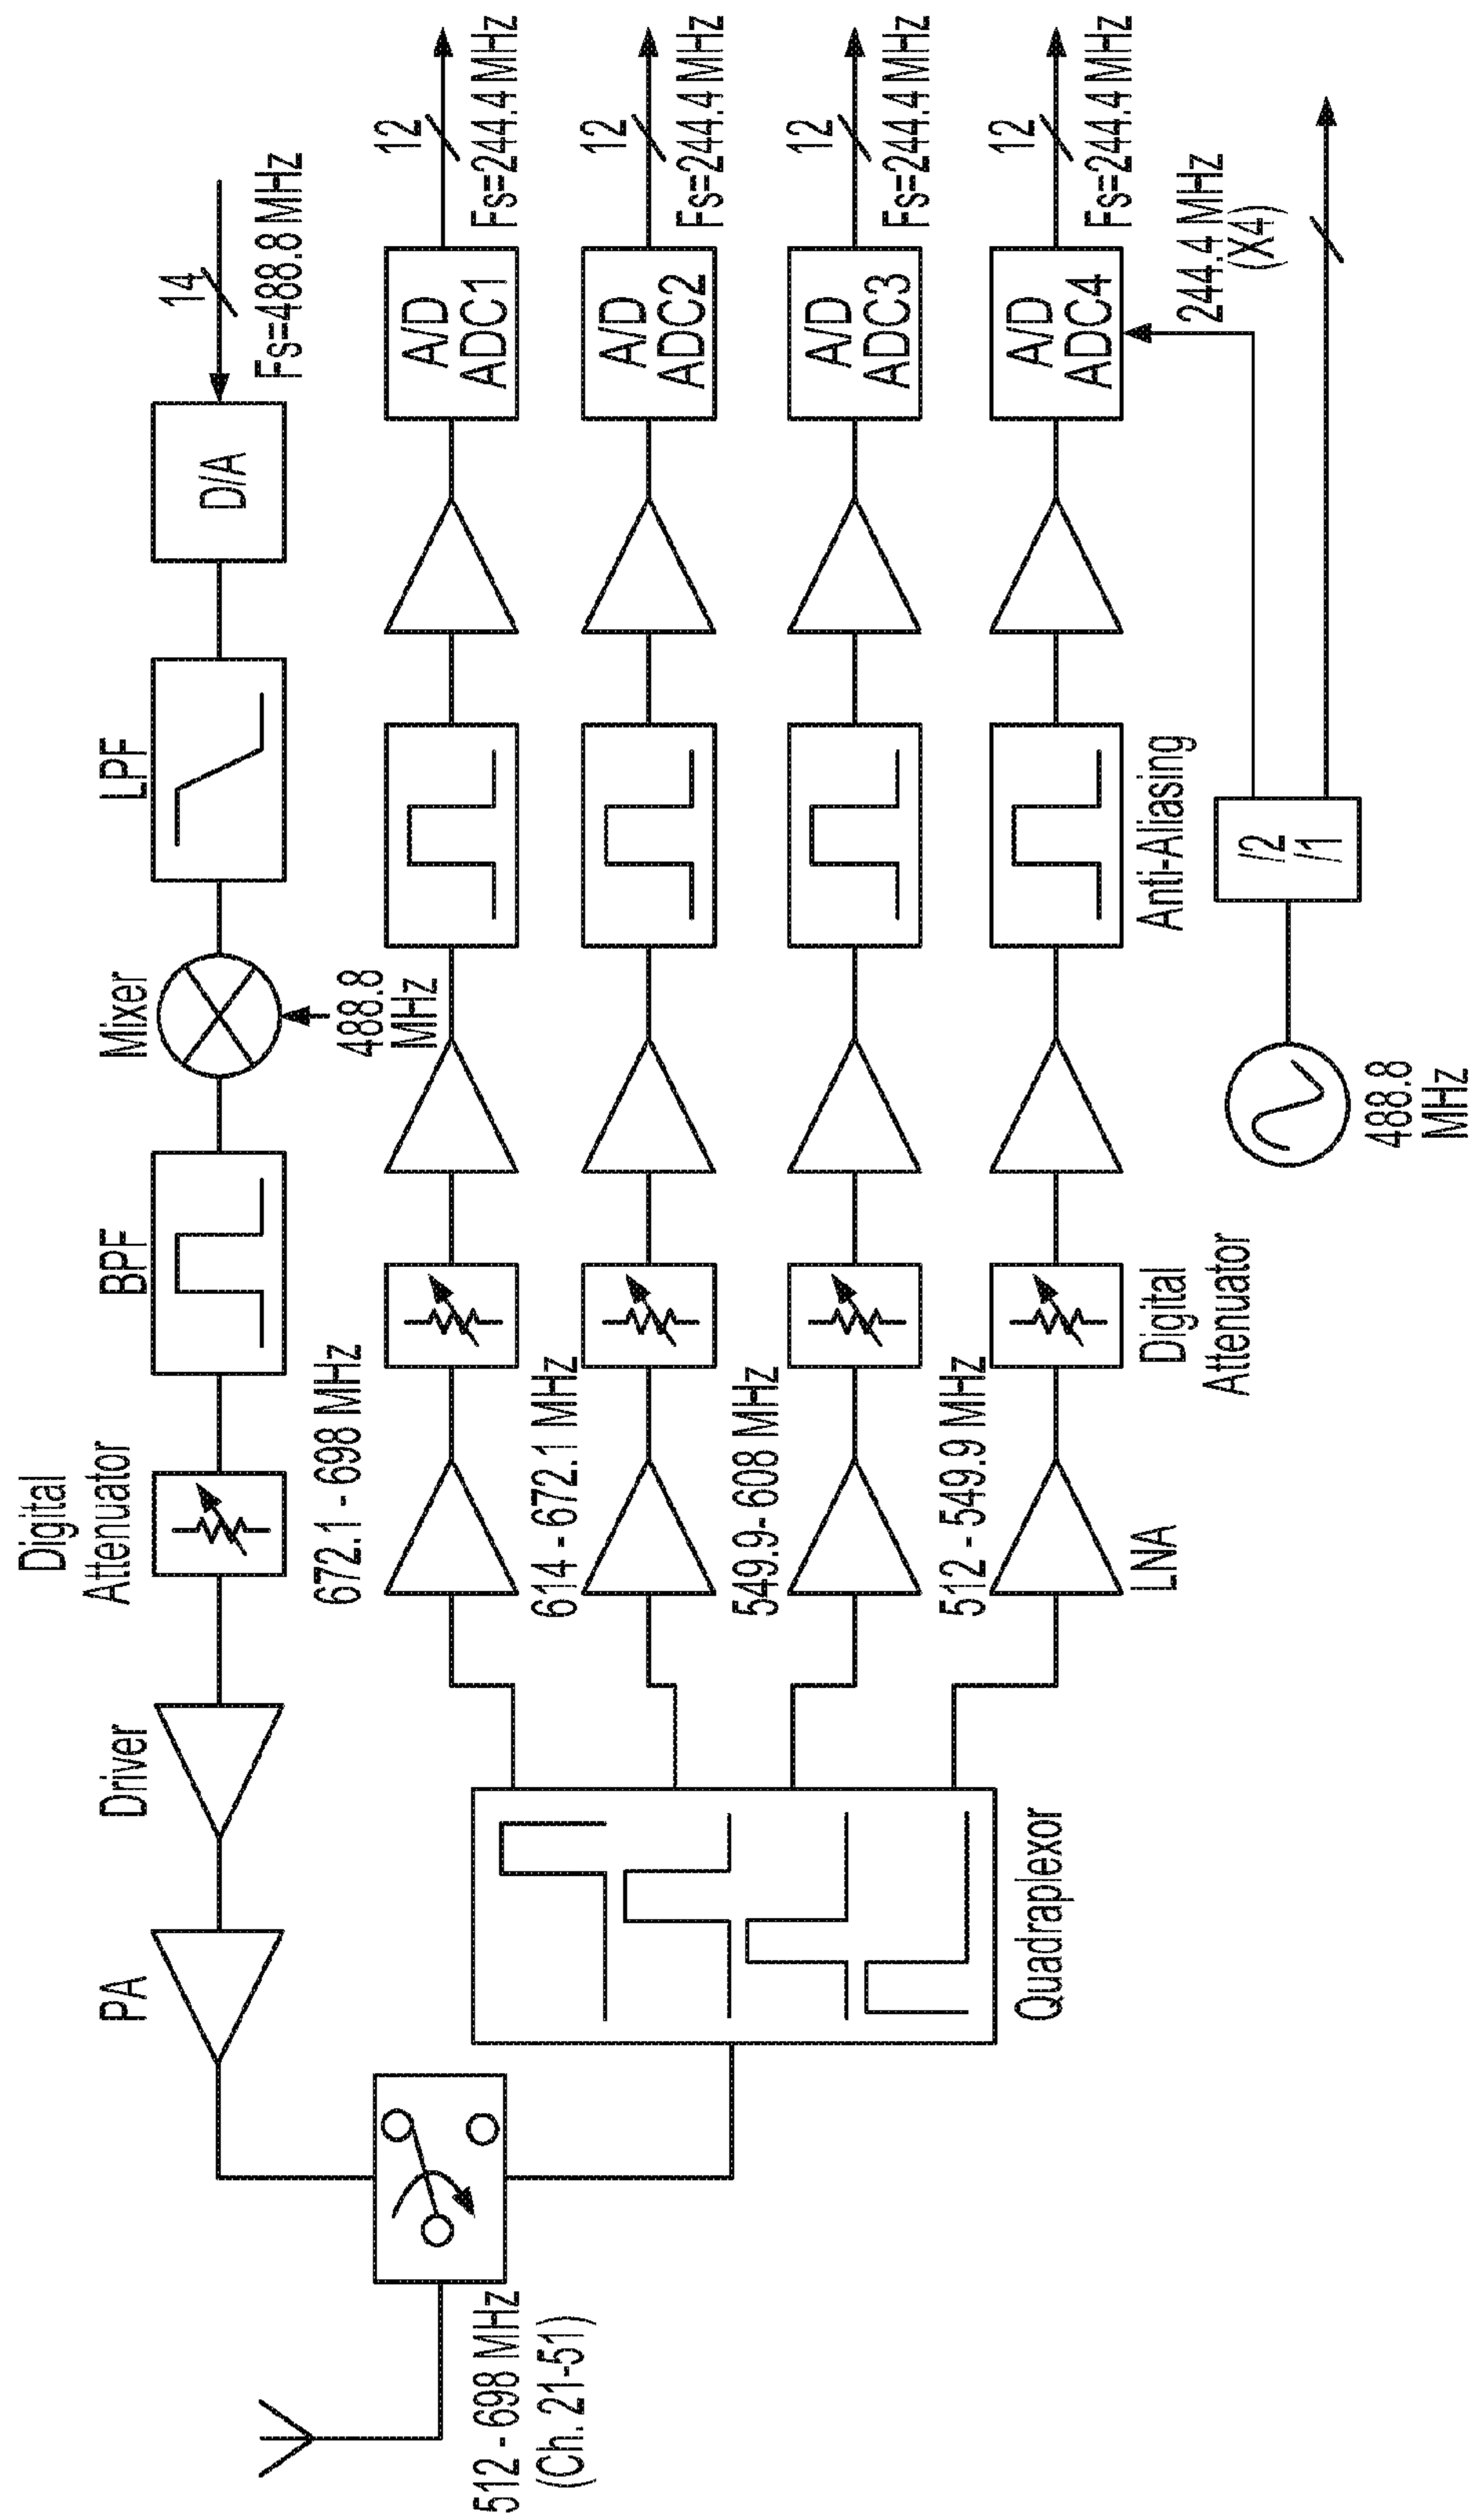 512 - 698 MHz
(Ch. 21-51)
PA
Driver
Digital
Attenuator
BPF
Mixer
488.8
MHz
LPF
D/A
14
Fs=488.8 MHz
Quadraplexor
672.1 - 698 MHz
A/D
ADC1
12
Fs=244.4 MHz
614 - 672.1 MHz
A/D
ADC2
12
Fs=244.4 MHz
549.9- 608 MHz
A/D
ADC3
12
Fs=244.4 MHz
512 - 549.9 MHz
LNA
Digital
Attenuator
Anti-Aliasing
A/D
ADC4
12
Fs=244.4 MHz
488.8
MHz
/2
/1
244.4 MHz
(X4)